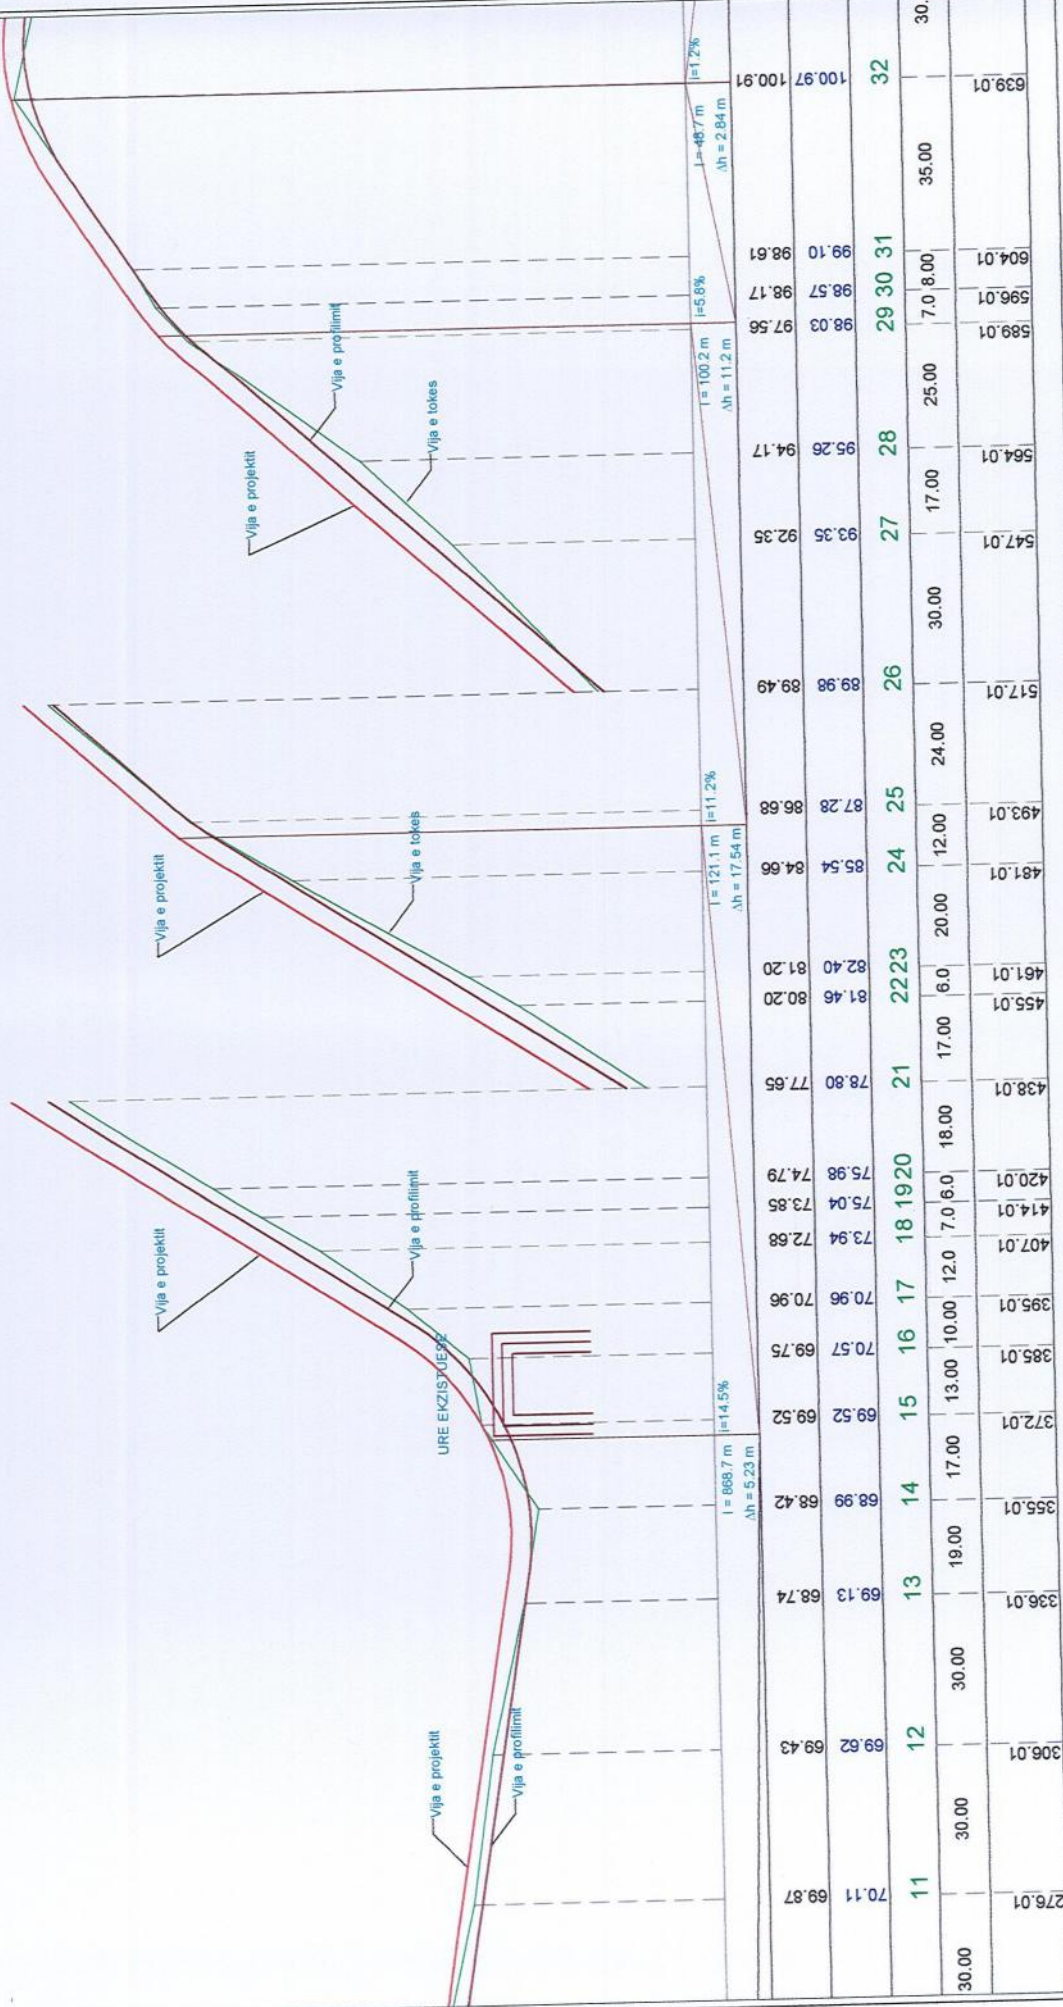 Vija e projektit
Vija e profilimit
Vija e projektit
URE EKZISTUESE
Vija e profilimit
Vija e projektit
Vija e tokes
Vija e projektit
Vija e profilimit
Vija e tokes
l = 868.7 m i=14.5%
Δh = 5.23 m
l = 121.1 m i=11.2%
Δh = 17.54 m
l = 100.2 m i=5.8%
Δh = 11.2 m
l = 48.7 m i=1.2%
Δh = 2.84 m
69.87 69.43 68.74 68.42 69.52 69.75 70.96 72.68 73.85 74.79 77.65 80.20 81.20 84.66 86.68 89.49 92.35 94.17 97.56 98.17 98.61 100.91
70.11 69.62 69.13 68.99 69.52 70.57 70.96 73.94 75.04 75.98 78.80 81.46 82.40 85.54 87.28 89.98 93.35 95.26 98.03 98.57 99.10 100.97
11 12 13 14 15 16 17 18 19 20 21 22 23 24 25 26 27 28 29 30 31 32
30.00 30.00 30.00 19.00 17.00 13.00 10.00 12.0 7.0 6.0 18.00 17.00 6.0 20.00 12.00 24.00 30.00 17.00 25.00 7.0 8.00 35.00 30.
276.01 306.01 336.01 355.01 372.01 385.01 395.01 407.01 414.01 420.01 438.01 455.01 461.01 481.01 493.01 517.01 547.01 564.01 589.01 596.01 604.01 639.01